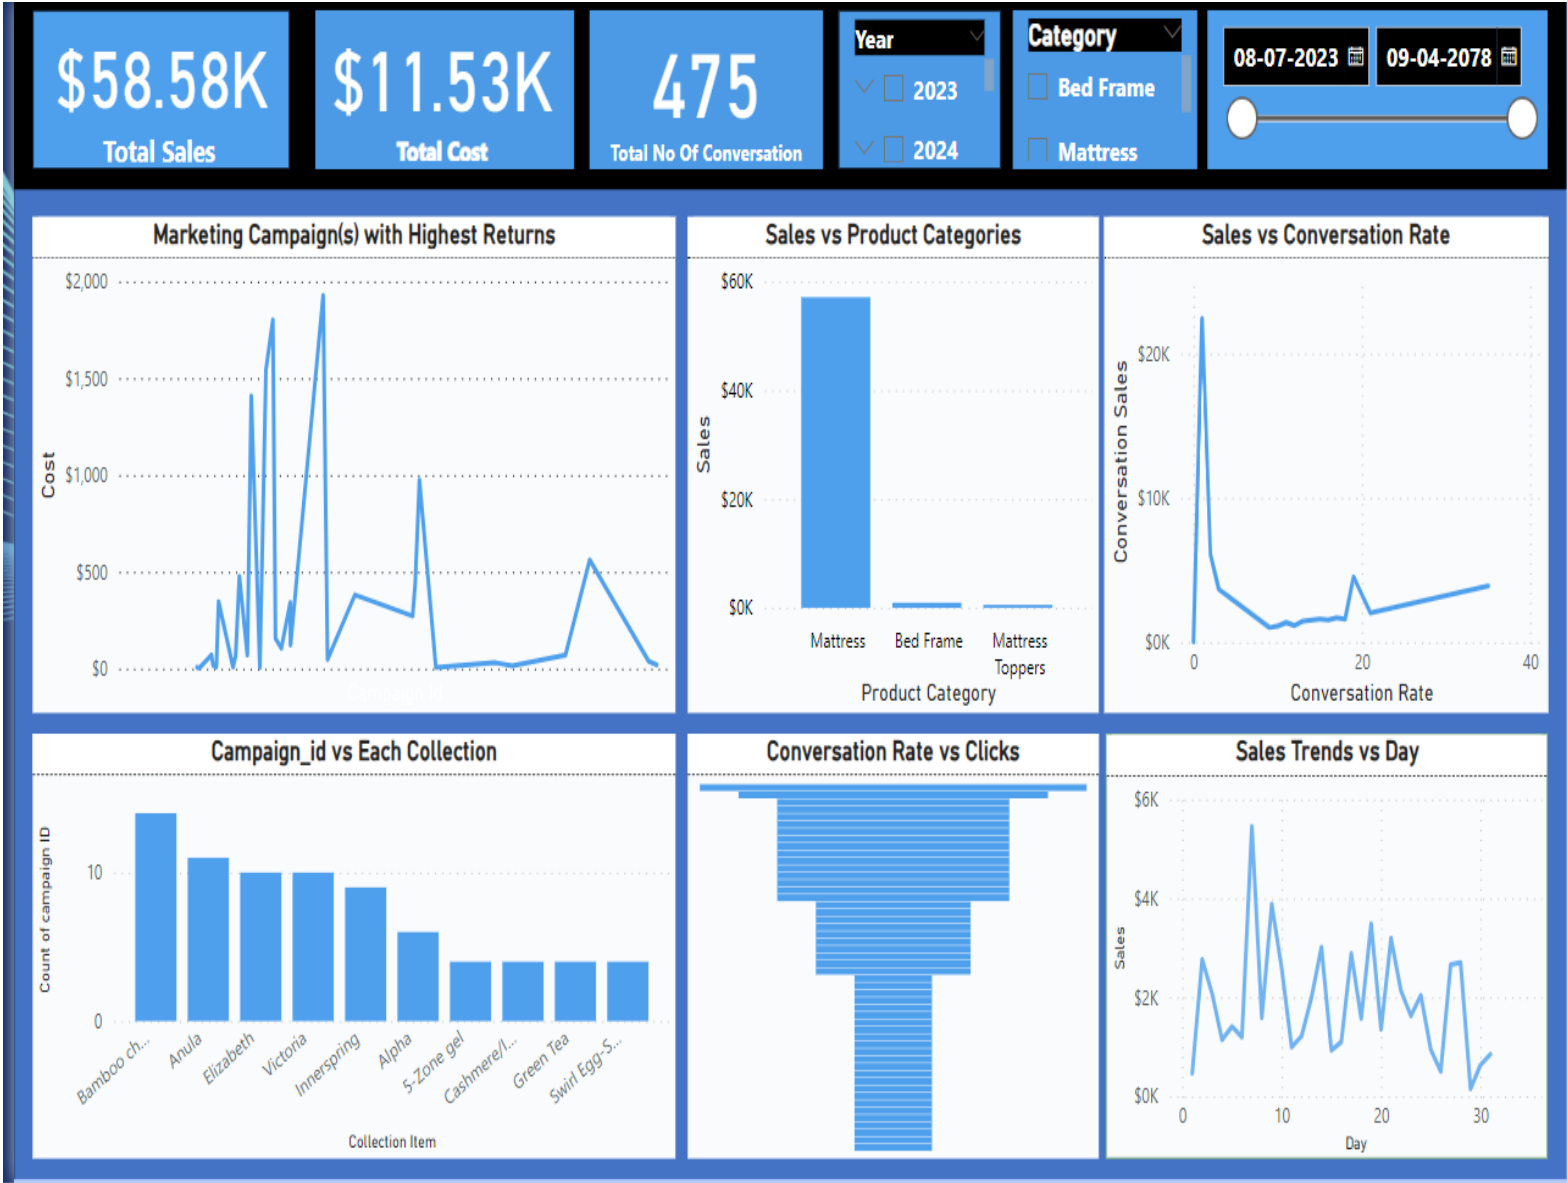 $58.58K
Total Sales
$11.53K
Total Cost
475
Total No Of Conversation
Year
2023
2024
Category
Bed Frame
Mattress
08-07-2023
09-04-2078
Marketing Campaign(s) with Highest Returns
$2,000
$1,500
$1,000
$500
$0
Cost
Campaign Id
Sales vs Product Categories
$60K
$40K
$20K
$0K
Sales
Mattress
Bed Frame
Mattress
Toppers
Product Category
Sales vs Conversation Rate
$20K
$10K
$0K
Conversation Sales
0
20
40
Conversation Rate
Campaign_id vs Each Collection
10
0
Count of campaign ID
Bamboo ch...
Anula
Elizabeth
Victoria
Innerspring
Alpha
5-Zone gel
Cashmere/I...
Green Tea
Swirl Egg-S...
Collection Item
Conversation Rate vs Clicks
Sales Trends vs Day
$6K
$4K
$2K
$0K
Sales
0
10
20
30
Day